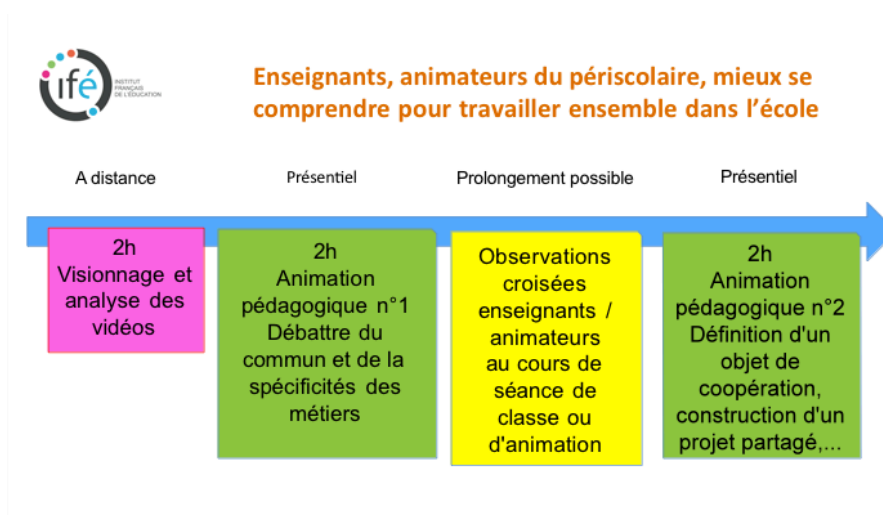 ifé
INSTITUT
FRANÇAIS
DE L'ÉDUCATION
Enseignants, animateurs du périscolaire, mieux se
comprendre pour travailler ensemble dans l'école
A distance
Présentiel
Prolongement possible
Présentiel
2h
Visionnage et
analyse des
vidéos
2h
Animation
pédagogique n°1
Débattre du
commun et de la
spécificités des
métiers
Observations
croisées
enseignants /
animateurs
au cours de
séance de
classe ou
d'animation
2h
Animation
pédagogique n°2
Définition d'un
objet de
coopération,
construction d'un
projet partagé,...